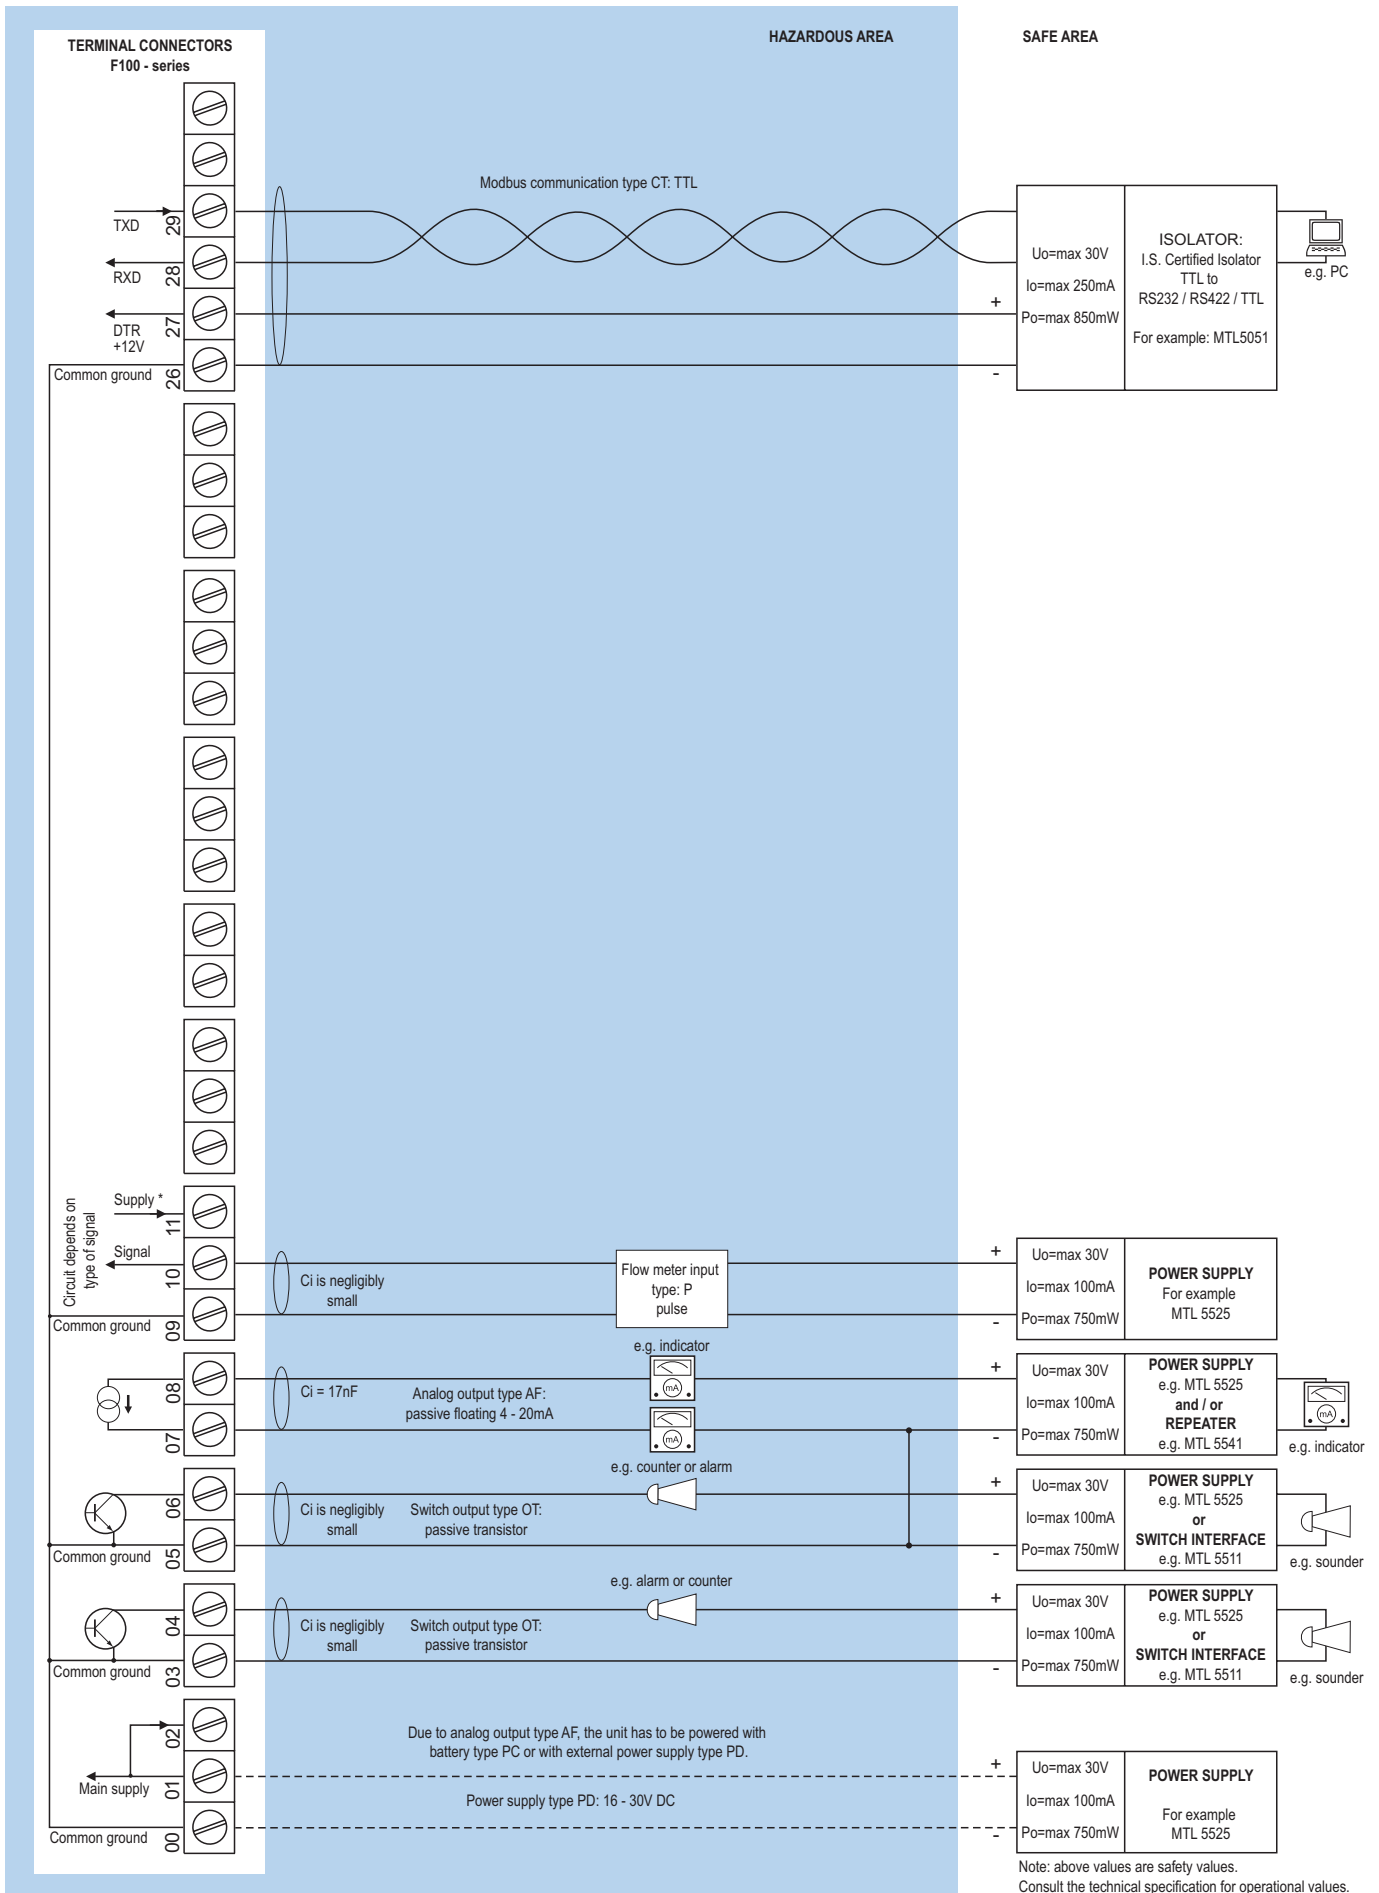 TERMINAL CONNECTORS
F100 - series
HAZARDOUS AREA
SAFE AREA
Modbus communication type CT: TTL
TXD
29
RXD
28
DTR
+12V
27
+
Common ground
26
-
Uo=max 30V
Io=max 250mA
Po=max 850mW
ISOLATOR:
I.S. Certified Isolator
TTL to
RS232 / RS422 / TTL
For example: MTL5051
e.g. PC
Circuit depends on
type of signal
Supply *
11
Signal
10
Common ground
09
Ci is negligibly
small
Flow meter input
type: P
pulse
+
-
Uo=max 30V
Io=max 100mA
Po=max 750mW
POWER SUPPLY
For example
MTL 5525
08
07
Ci = 17nF
Analog output type AF:
passive floating 4 - 20mA
e.g. indicator
mA
mA
+
-
Uo=max 30V
Io=max 100mA
Po=max 750mW
POWER SUPPLY
e.g. MTL 5525
and / or
REPEATER
e.g. MTL 5541
mA
e.g. indicator
06
Common ground
05
Ci is negligibly
small
Switch output type OT:
passive transistor
e.g. counter or alarm
+
-
Uo=max 30V
Io=max 100mA
Po=max 750mW
POWER SUPPLY
e.g. MTL 5525
or
SWITCH INTERFACE
e.g. MTL 5511
e.g. sounder
04
Common ground
03
Ci is negligibly
small
Switch output type OT:
passive transistor
e.g. alarm or counter
+
-
Uo=max 30V
Io=max 100mA
Po=max 750mW
POWER SUPPLY
e.g. MTL 5525
or
SWITCH INTERFACE
e.g. MTL 5511
e.g. sounder
02
Main supply
01
Common ground
00
Due to analog output type AF, the unit has to be powered with
battery type PC or with external power supply type PD.
Power supply type PD: 16 - 30V DC
+
-
Uo=max 30V
Io=max 100mA
Po=max 750mW
POWER SUPPLY
For example
MTL 5525
Note: above values are safety values.
Consult the technical specification for operational values.